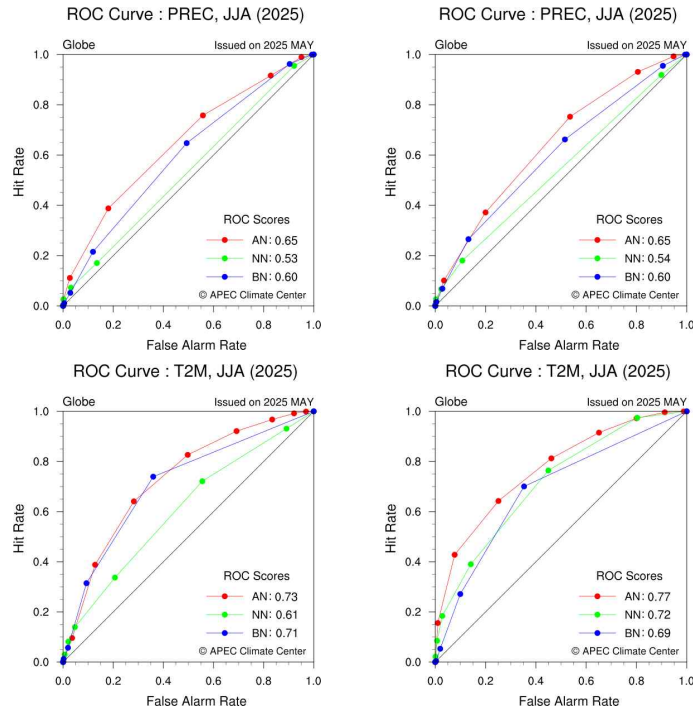 ROC Curve : PREC, JJA (2025)
Globe
Issued on 2025 MAY
1.0
0.8
0.6
0.4
0.2
0.0
Hit Rate
ROC Scores
AN: 0.65
NN: 0.53
BN: 0.60
© APEC Climate Center
0.0 0.2 0.4 0.6 0.8 1.0
False Alarm Rate
ROC Curve : PREC, JJA (2025)
Globe
Issued on 2025 MAY
1.0
0.8
0.6
0.4
0.2
0.0
Hit Rate
ROC Scores
AN: 0.65
NN: 0.54
BN: 0.60
© APEC Climate Center
0.0 0.2 0.4 0.6 0.8 1.0
False Alarm Rate
ROC Curve : T2M, JJA (2025)
Globe
Issued on 2025 MAY
1.0
0.8
0.6
0.4
0.2
0.0
Hit Rate
ROC Scores
AN: 0.73
NN: 0.61
BN: 0.71
© APEC Climate Center
0.0 0.2 0.4 0.6 0.8 1.0
False Alarm Rate
ROC Curve : T2M, JJA (2025)
Globe
Issued on 2025 MAY
1.0
0.8
0.6
0.4
0.2
0.0
Hit Rate
ROC Scores
AN: 0.77
NN: 0.72
BN: 0.69
© APEC Climate Center
0.0 0.2 0.4 0.6 0.8 1.0
False Alarm Rate